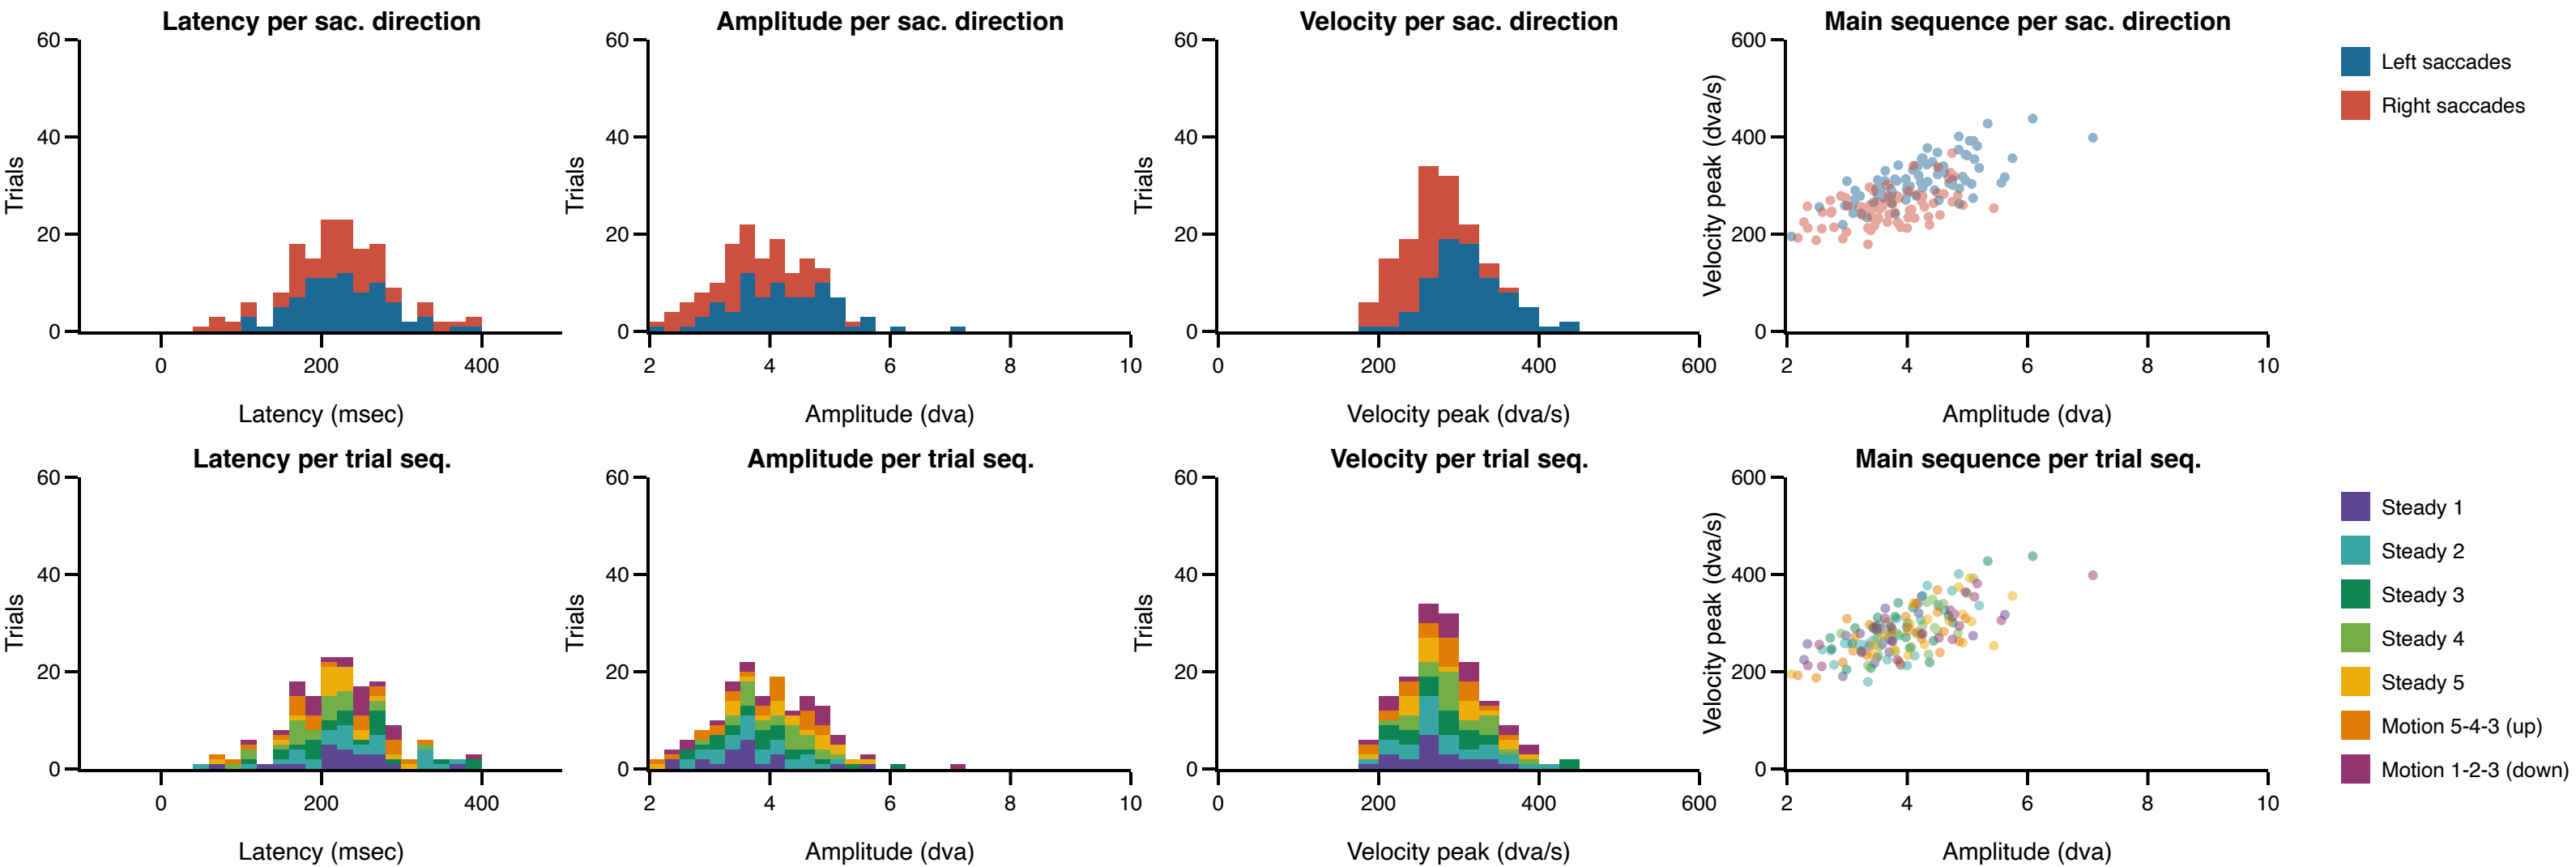 Latency per sac. direction
60
40
20
0
Trials
0 200 400
Latency (msec)
Amplitude per sac. direction
60
40
20
0
Trials
2 4 6 8 10
Amplitude (dva)
Velocity per sac. direction
60
40
20
0
Trials
0 200 400 600
Velocity peak (dva/s)
Main sequence per sac. direction
600
400
200
0
Velocity peak (dva/s)
2 4 6 8 10
Amplitude (dva)
Left saccades
Right saccades
Latency per trial seq.
60
40
20
0
Trials
0 200 400
Latency (msec)
Amplitude per trial seq.
60
40
20
0
Trials
2 4 6 8 10
Amplitude (dva)
Velocity per trial seq.
60
40
20
0
Trials
0 200 400 600
Velocity peak (dva/s)
Main sequence per trial seq.
600
400
200
0
Velocity peak (dva/s)
2 4 6 8 10
Amplitude (dva)
Steady 1
Steady 2
Steady 3
Steady 4
Steady 5
Motion 5-4-3 (up)
Motion 1-2-3 (down)